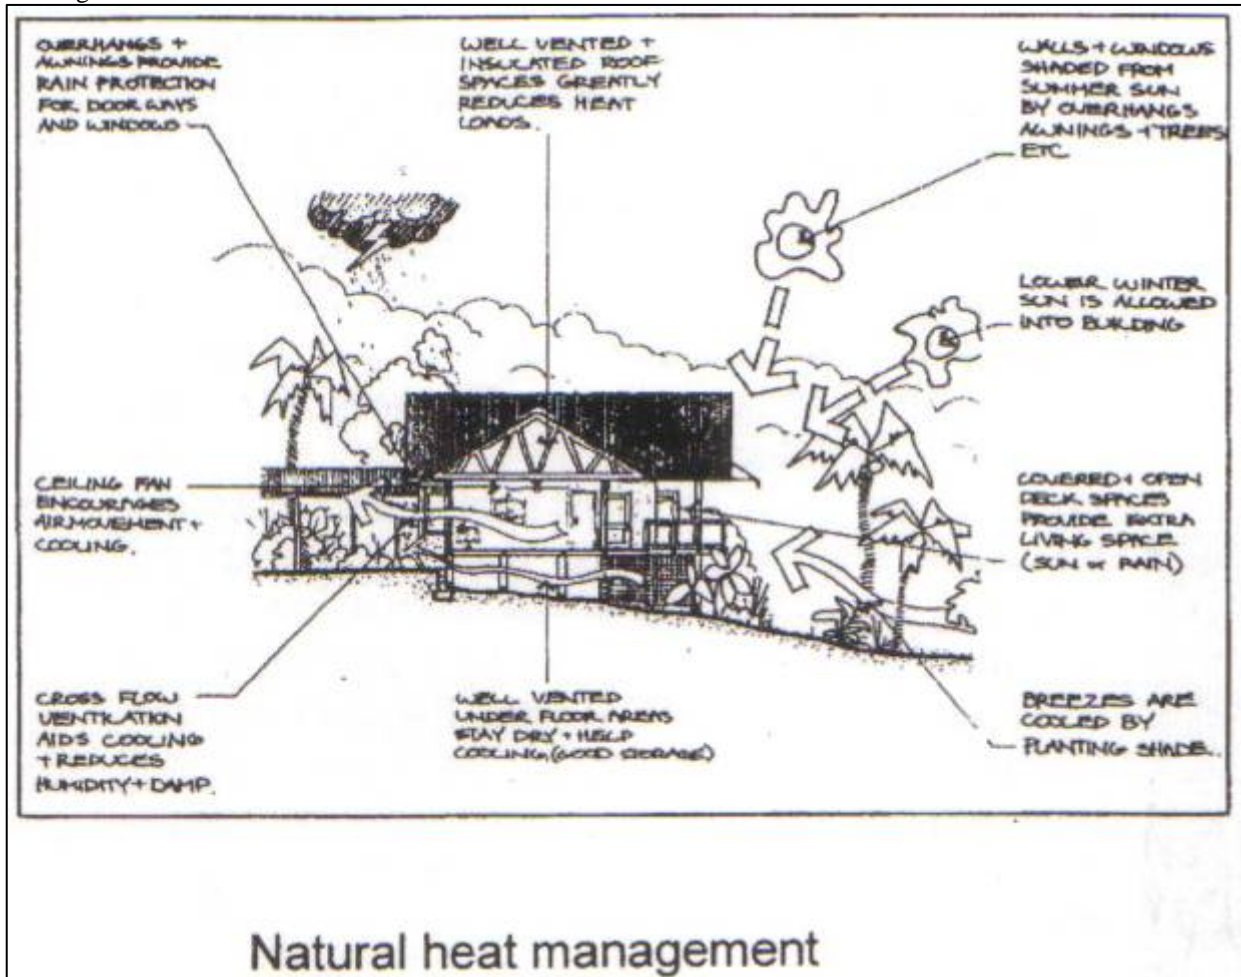 OVERHANGS +
AWNINGS PROVIDE
RAIN PROTECTION
FOR DOOR WAYS
AND WINDOWS
WELL VENTED +
INSULATED ROOF
SPACES GREATLY
REDUCES HEAT
LOADS.
WALLS + WINDOWS
SHADED FROM
SUMMER SUN
BY OVERHANGS
AWNINGS + TREES
ETC
LOWER WINTER
SUN IS ALLOWED
INTO BUILDING
CEILING FAN
ENCOURAGES
AIRMOVEMENT +
COOLING.
COVERED + OPEN
DECK SPACES
PROVIDE EXTRA
LIVING SPACE
(SUN or RAIN)
CROSS FLOW
VENTILATION
AIDS COOLING
+ REDUCES
HUMIDITY + DAMP.
WELL VENTED
UNDER FLOOR AREAS
STAY DRY + HELP
COOLING, (GOOD STORAGE)
BREEZES ARE
COOLED BY
PLANTING SHADE.
Natural heat management